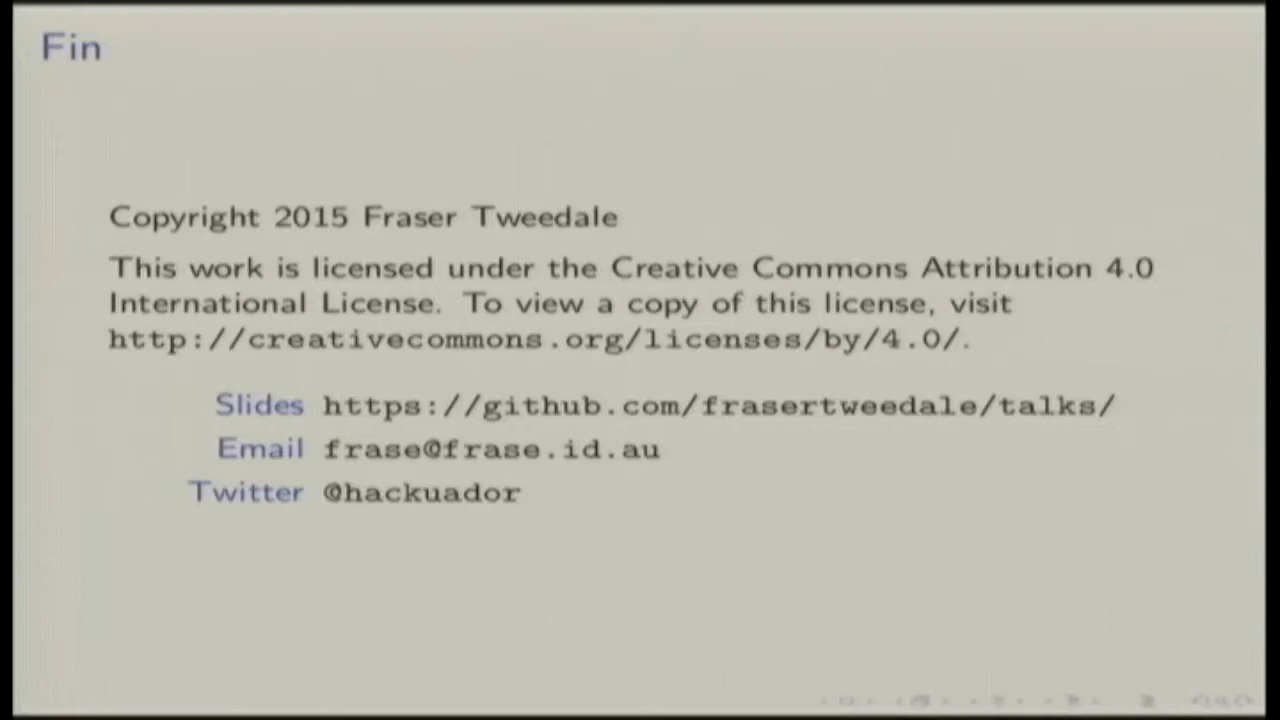 Fin
Copyright 2015 Fraser Tweedale
This work is licensed under the Creative Commons Attribution 4.0
International License. To view a copy of this license, visit
http://creativecommons.org/licenses/by/4.0/.
Slides https://github.com/frasertweedale/talks/
Email frase@frase.id.au
Twitter @hackuador